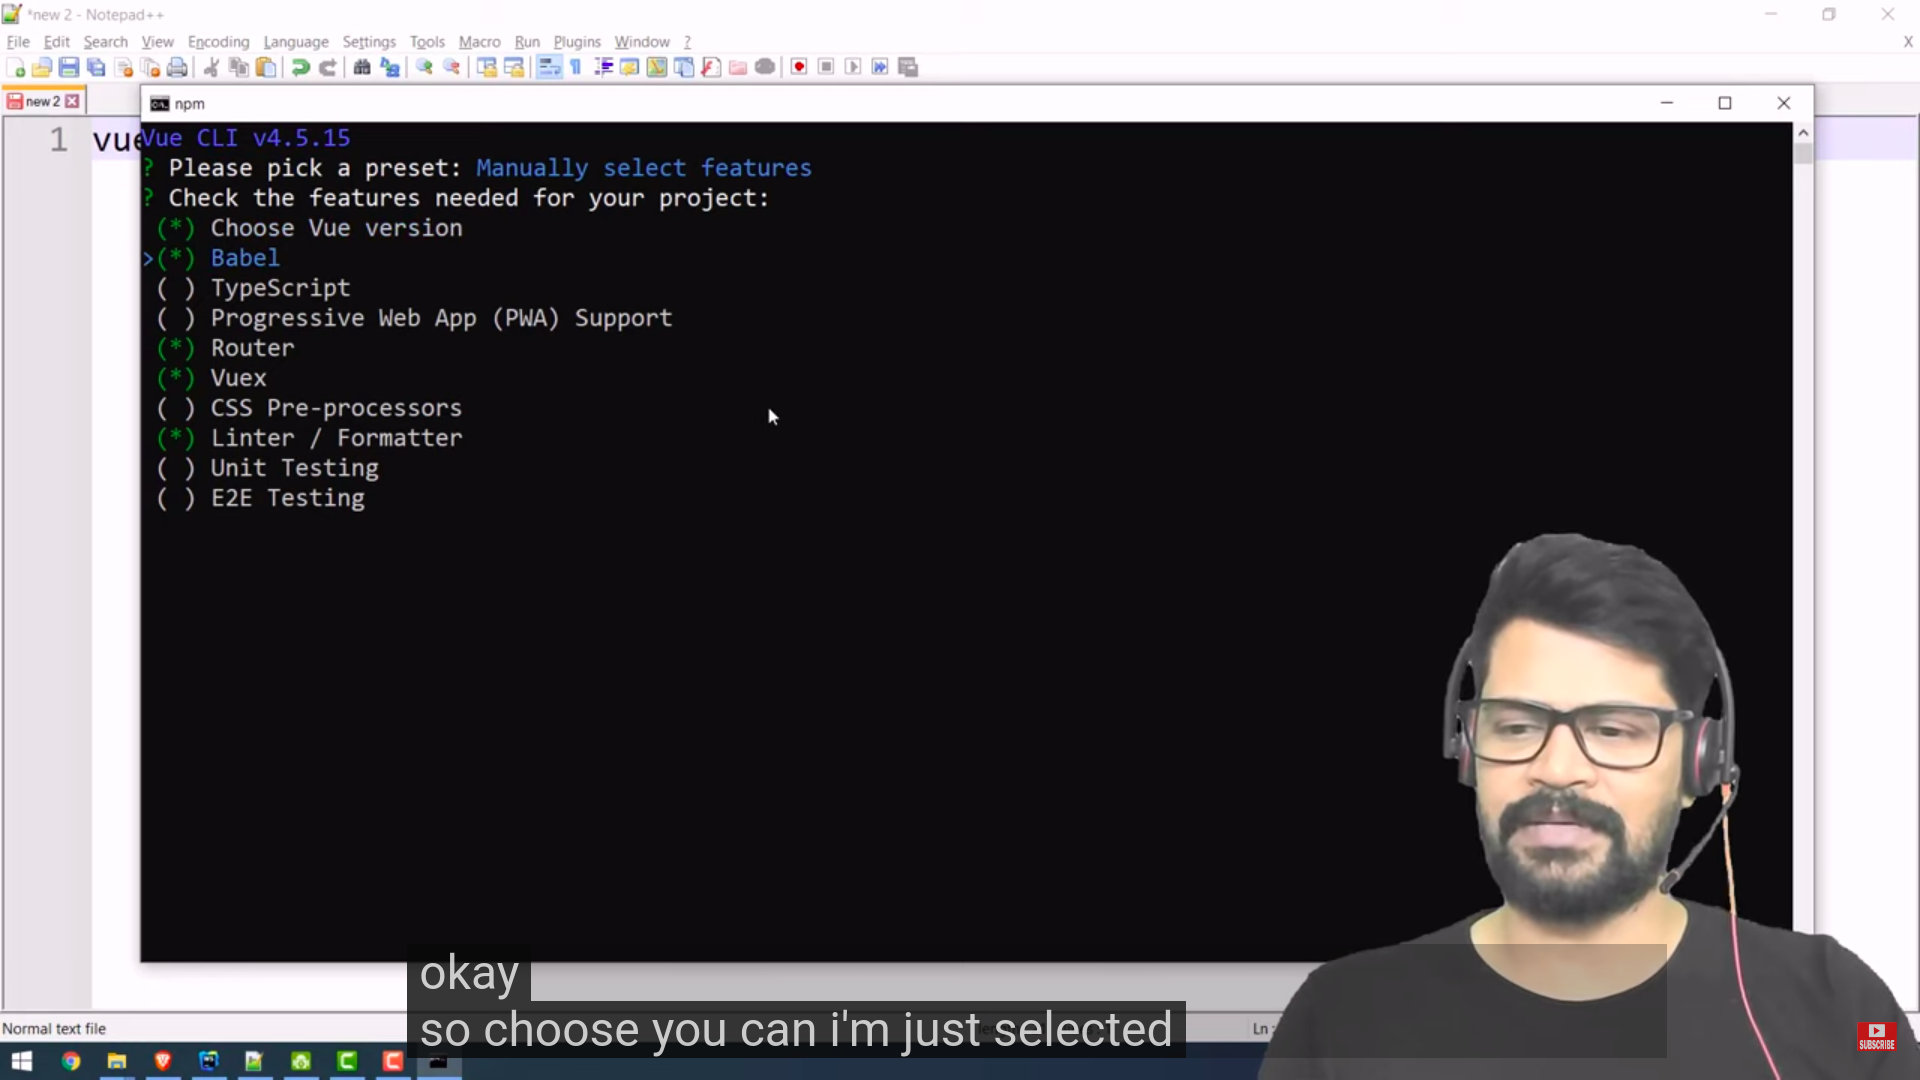 *new 2 - Notepad++
File Edit Search View Encoding Language Settings Tools Macro Run Plugins Window ? X
new 2
npm
1 vue
Vue CLI v4.5.15
? Please pick a preset: Manually select features
? Check the features needed for your project:
(*) Choose Vue version
>(*) Babel
( ) TypeScript
( ) Progressive Web App (PWA) Support
(*) Router
(*) Vuex
( ) CSS Pre-processors
(*) Linter / Formatter
( ) Unit Testing
( ) E2E Testing
okay
so choose you can i'm just selected
Normal text file
Ln :
SUBSCRIBE